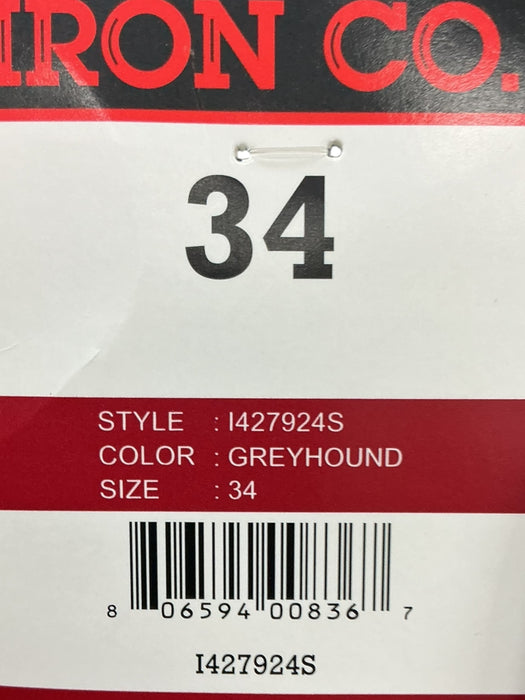 IRON CO.
34
STYLE : I427924S
COLOR : GREYHOUND
SIZE : 34
8 06594 00836 7
I427924S